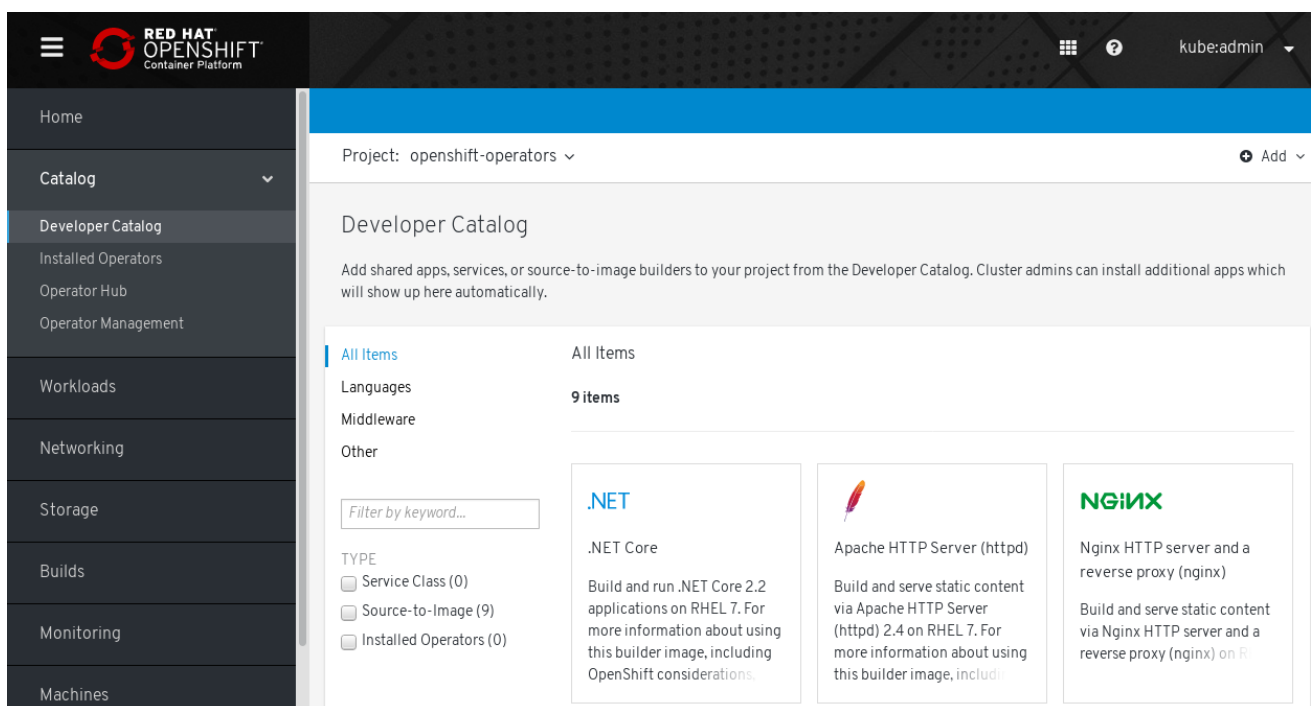 RED HAT
OPENSHIFT
Container Platform
kube:admin
Home
Catalog
Developer Catalog
Installed Operators
Operator Hub
Operator Management
Workloads
Networking
Storage
Builds
Monitoring
Machines
Project: openshift-operators
Add
Developer Catalog
Add shared apps, services, or source-to-image builders to your project from the Developer Catalog. Cluster admins can install additional apps which
will show up here automatically.
All Items
Languages
Middleware
Other
Filter by keyword...
TYPE
Service Class (0)
Source-to-Image (9)
Installed Operators (0)
All Items
9 items
.NET
.NET Core
Build and run .NET Core 2.2
applications on RHEL 7. For
more information about using
this builder image, including
OpenShift considerations.
Apache HTTP Server (httpd)
Build and serve static content
via Apache HTTP Server
(httpd) 2.4 on RHEL 7. For
more information about using
this builder image,
NGINX
Nginx HTTP server and a
reverse proxy (nginx)
Build and serve static content
via Nginx HTTP server and a
reverse proxy (nginx) on